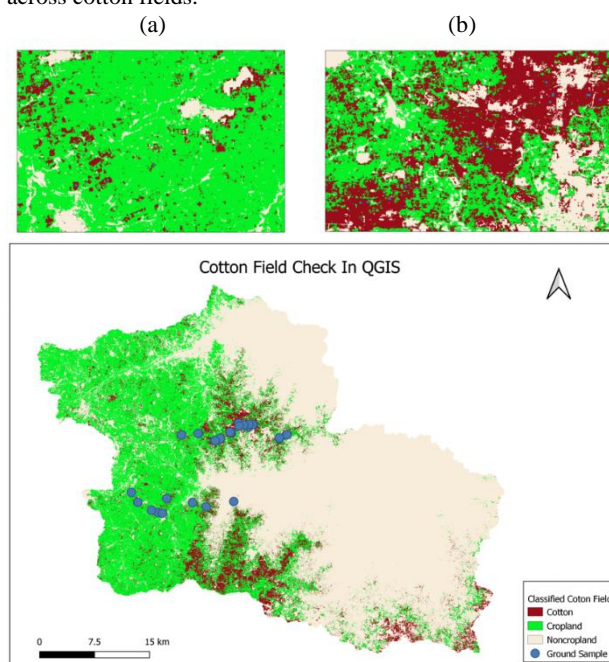 across cotton fields.
(a) (b)
Cotton Field Check In QGIS
Classified Coton Field
Cotton
Cropland
Noncropland
Ground Sample
0 7.5 15 km